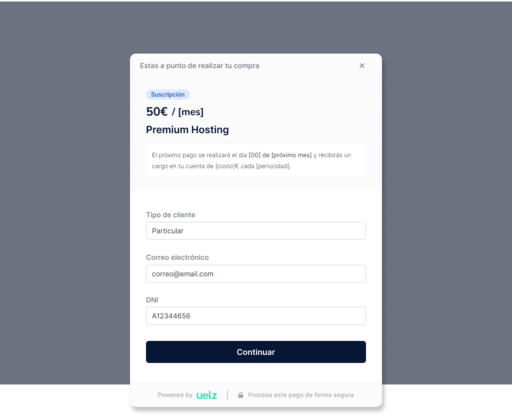 Estas a punto de realizar tu compra
Suscripción
50€ / [mes]
Premium Hosting
El próximo pago se realizará el día [00] de [próximo mes] y recibirás un
cargo en tu cuenta de [costo]€ cada [periocidad].
Tipo de cliente
Particular
Correo electrónico
correo@email.com
DNI
A12344656
Continuar
Powered by uelz | Procesa este pago de forma segura